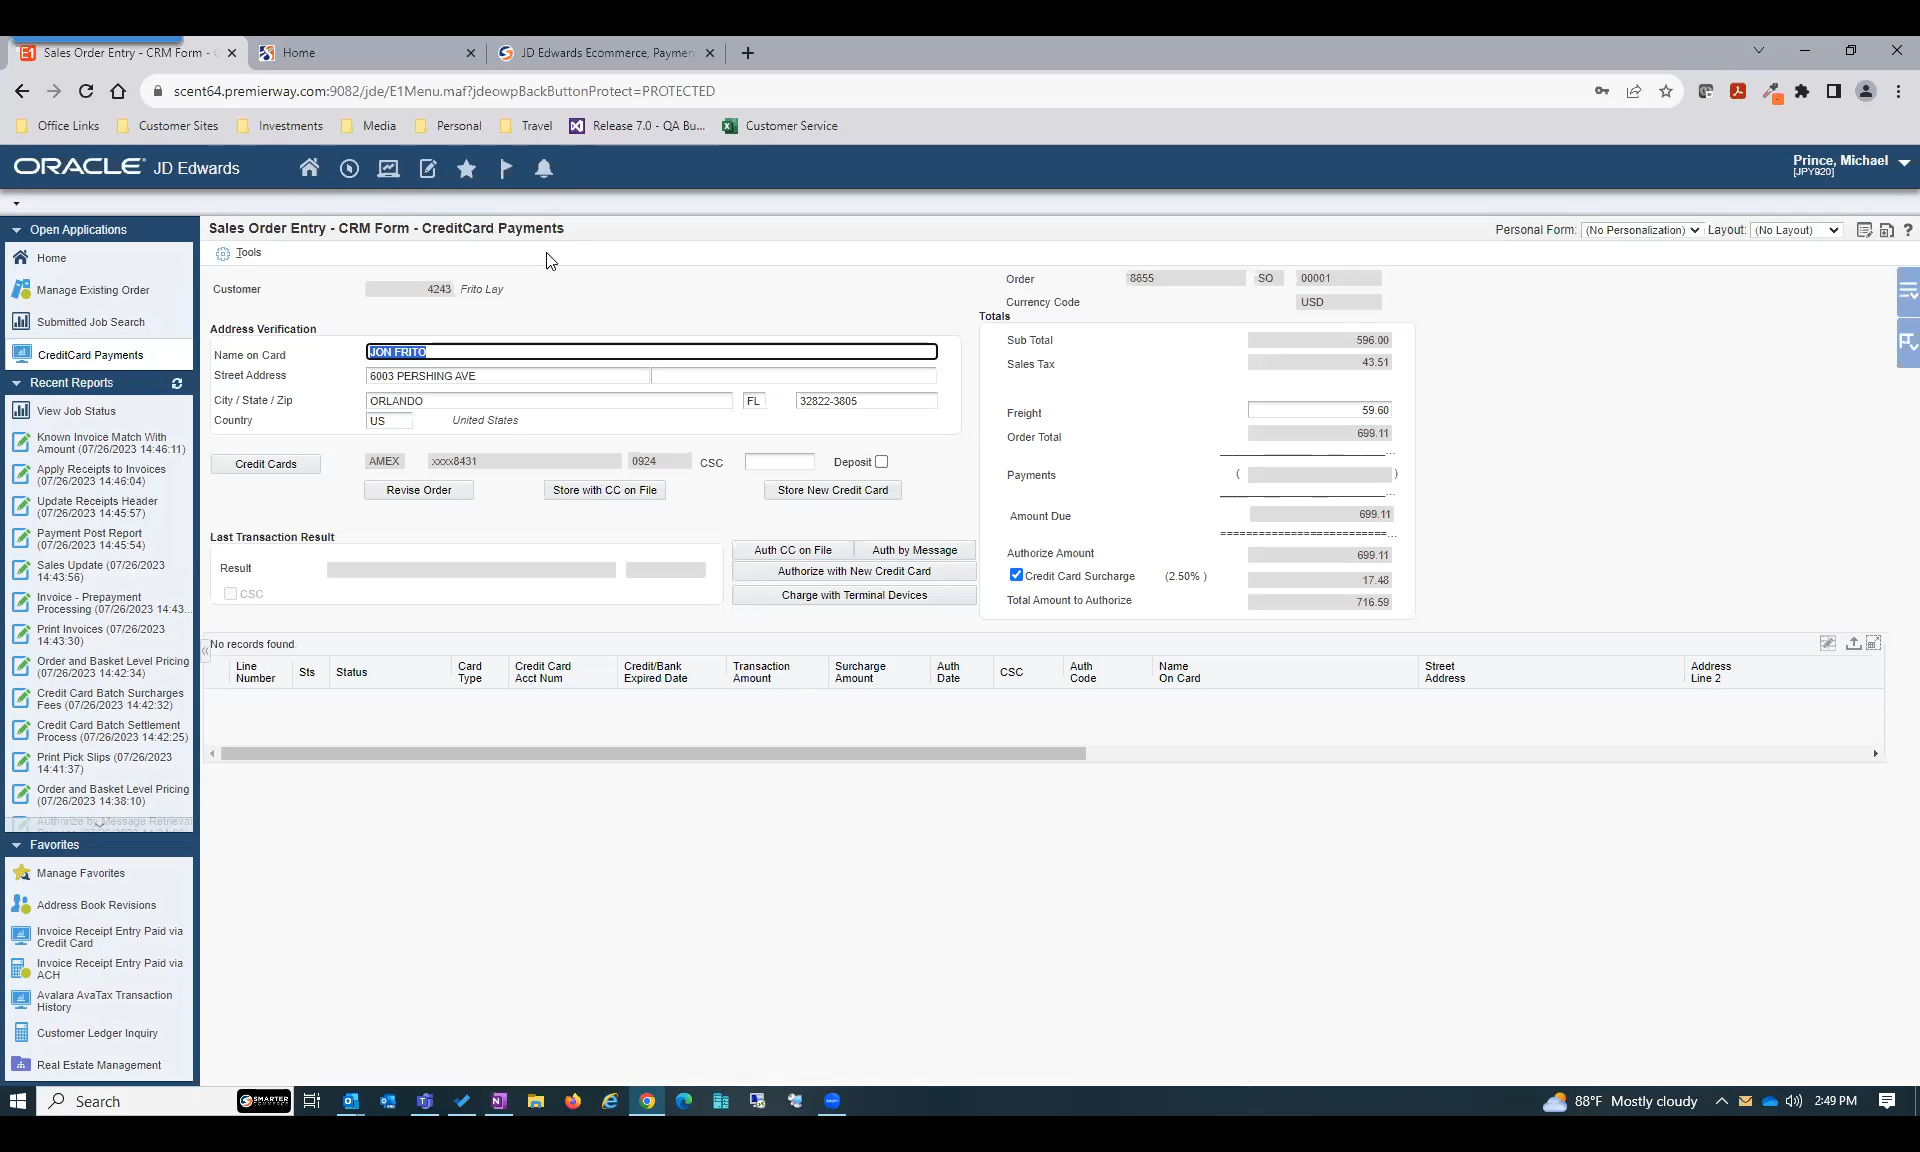 Sales Order Entry - CRM Form - C
Home
JD Edwards Ecommerce, Paymen
scent64.premierway.com:9082/jde/E1Menu.maf?jdeowpBackButtonProtect=PROTECTED
Office Links
Customer Sites
Investments
Media
Personal
Travel
Release 7.0 - QA Bu...
Customer Service
ORACLE JD Edwards
Prince, Michael
[JPY920]
Open Applications
Home
Manage Existing Order
Submitted Job Search
CreditCard Payments
Recent Reports
View Job Status
Known Invoice Match With
Amount (07/26/2023 14:46:11)
Apply Receipts to Invoices
(07/26/2023 14:46:04)
Update Receipts Header
(07/26/2023 14:45:57)
Payment Post Report
(07/26/2023 14:45:54)
Sales Update (07/26/2023
14:43:56)
Invoice - Prepayment
Processing (07/26/2023 14:43...
Print Invoices (07/26/2023
14:43:30)
Order and Basket Level Pricing
(07/26/2023 14:42:34)
Credit Card Batch Surcharges
Fees (07/26/2023 14:42:32)
Credit Card Batch Settlement
Process (07/26/2023 14:42:25)
Print Pick Slips (07/26/2023
14:41:37)
Order and Basket Level Pricing
(07/26/2023 14:38:10)
Authorize by Message Retrieval
Favorites
Manage Favorites
Address Book Revisions
Invoice Receipt Entry Paid via
Credit Card
Invoice Receipt Entry Paid via
ACH
Avalara AvaTax Transaction
History
Customer Ledger Inquiry
Real Estate Management
Sales Order Entry - CRM Form - CreditCard Payments
Personal Form: (No Personalization) Layout: (No Layout)
Tools
Customer 4243 Frito Lay
Order 8655 SO 00001
Currency Code USD
Address Verification
Name on Card JON FRITO
Street Address 6003 PERSHING AVE
City / State / Zip ORLANDO FL 32822-3805
Country US United States
Credit Cards AMEX xxxx8431 0924 CSC Deposit
Revise Order
Store with CC on File
Store New Credit Card
Last Transaction Result
Result
CSC
Auth CC on File
Auth by Message
Authorize with New Credit Card
Charge with Terminal Devices
Totals
Sub Total 596.00
Sales Tax 43.51
Freight 59.60
Order Total 699.11
Payments ( )
Amount Due 699.11
==========================...
Authorize Amount 699.11
Credit Card Surcharge (2.50% ) 17.48
Total Amount to Authorize 716.59
No records found.
Line Number
Sts
Status
Card Type
Credit Card Acct Num
Credit/Bank Expired Date
Transaction Amount
Surcharge Amount
Auth Date
CSC
Auth Code
Name On Card
Street Address
Address Line 2
Search
SMARTER
88°F Mostly cloudy
2:49 PM